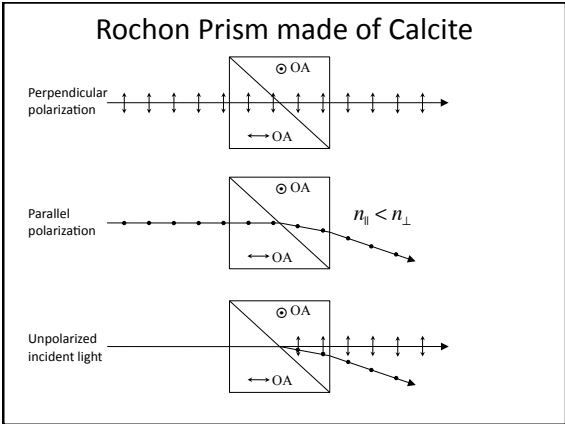 Rochon Prism made of Calcite
OA
Perpendicular
polarization
OA
OA
Parallel
polarization
n∥ < n⊥
OA
OA
Unpolarized
incident light
OA